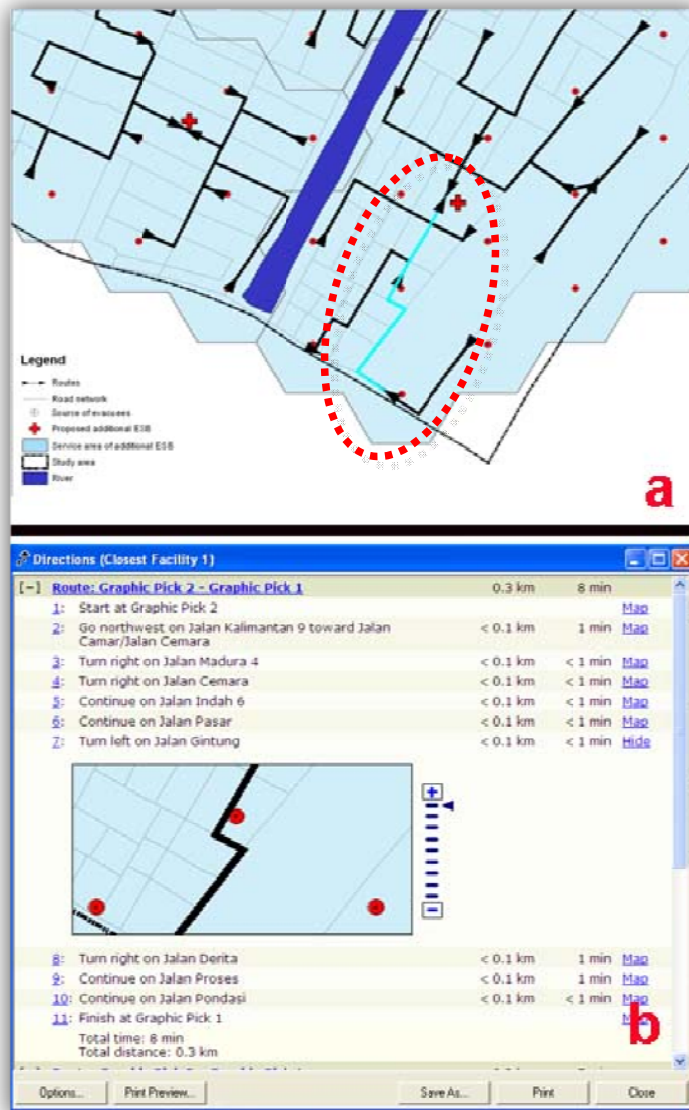 Legend
Routes
Road network
Source of evacuees
Proposed additional ESB
Service area of additional ESB
Study area
River
a
Directions (Closest Facility 1)
[-] Route: Graphic Pick 2 - Graphic Pick 1 0.3 km 8 min
1: Start at Graphic Pick 2 Map
2: Go northwest on Jalan Kalimantan 9 toward Jalan Camar/Jalan Cemara < 0.1 km 1 min Map
3: Turn right on Jalan Madura 4 < 0.1 km < 1 min Map
4: Turn right on Jalan Cemara < 0.1 km < 1 min Map
5: Continue on Jalan Indah 6 < 0.1 km < 1 min Map
6: Continue on Jalan Pasar < 0.1 km < 1 min Map
7: Turn left on Jalan Gintung < 0.1 km < 1 min Hide
8: Turn right on Jalan Derita < 0.1 km 1 min Map
9: Continue on Jalan Proses < 0.1 km 1 min Map
10: Continue on Jalan Pondasi < 0.1 km < 1 min Map
11: Finish at Graphic Pick 1
Total time: 8 min
Total distance: 0.3 km
b
Options... Print Preview... Save As... Print Close